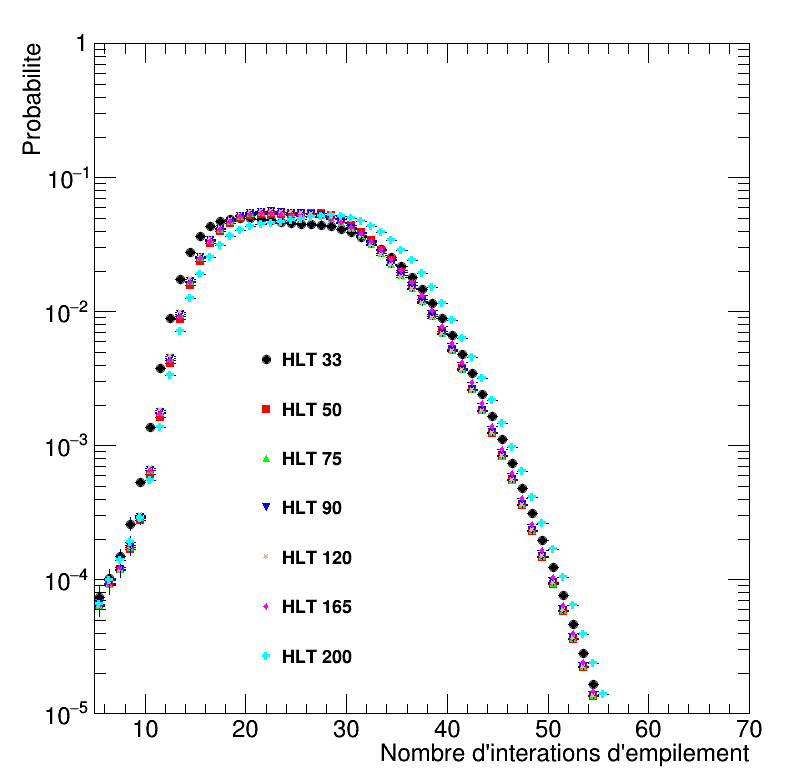 Probabilite
1
10−1
10−2
10−3
10−4
10−5
HLT 33
HLT 50
HLT 75
HLT 90
HLT 120
HLT 165
HLT 200
10 20 30 40 50 60 70
Nombre d'interations d'empilement